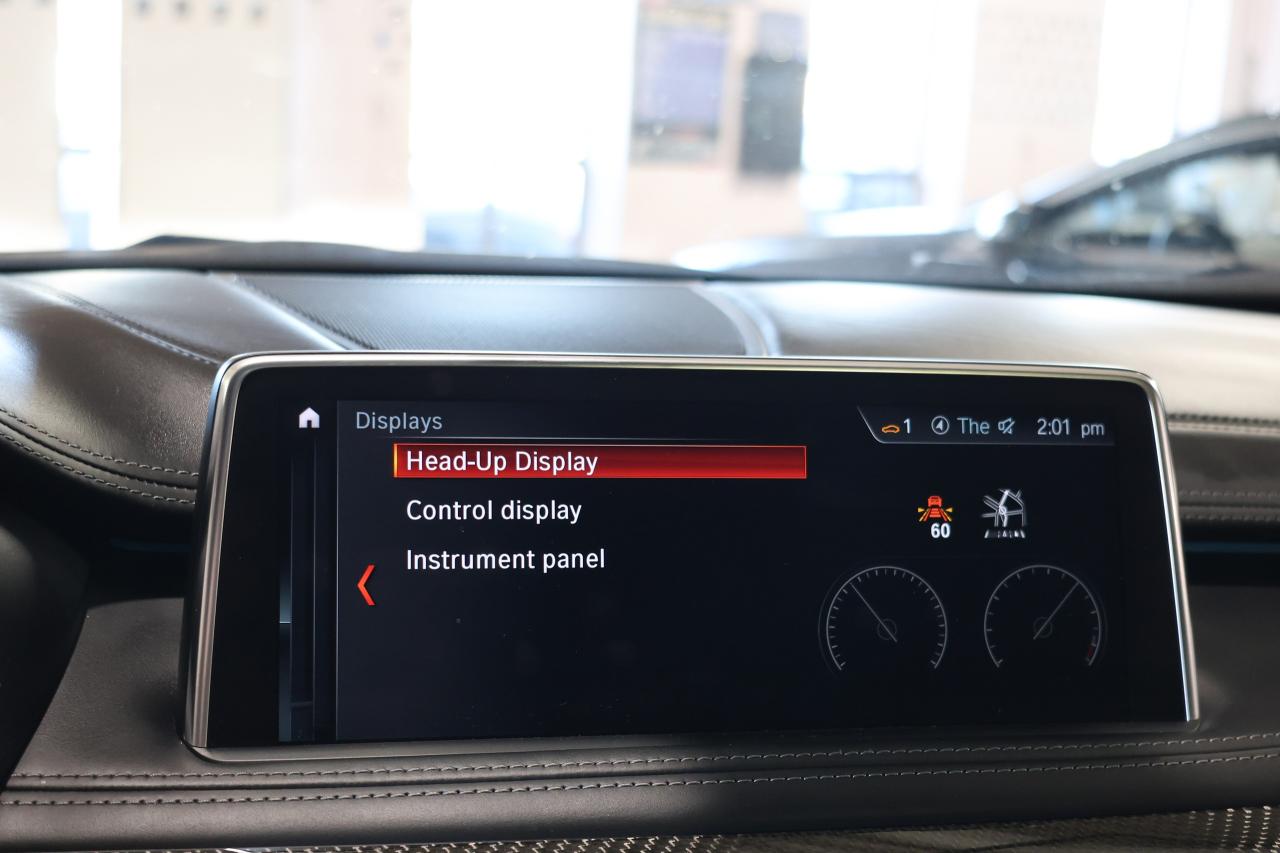 Displays
1 The 2:01 pm
Head-Up Display
Control display
Instrument panel
60